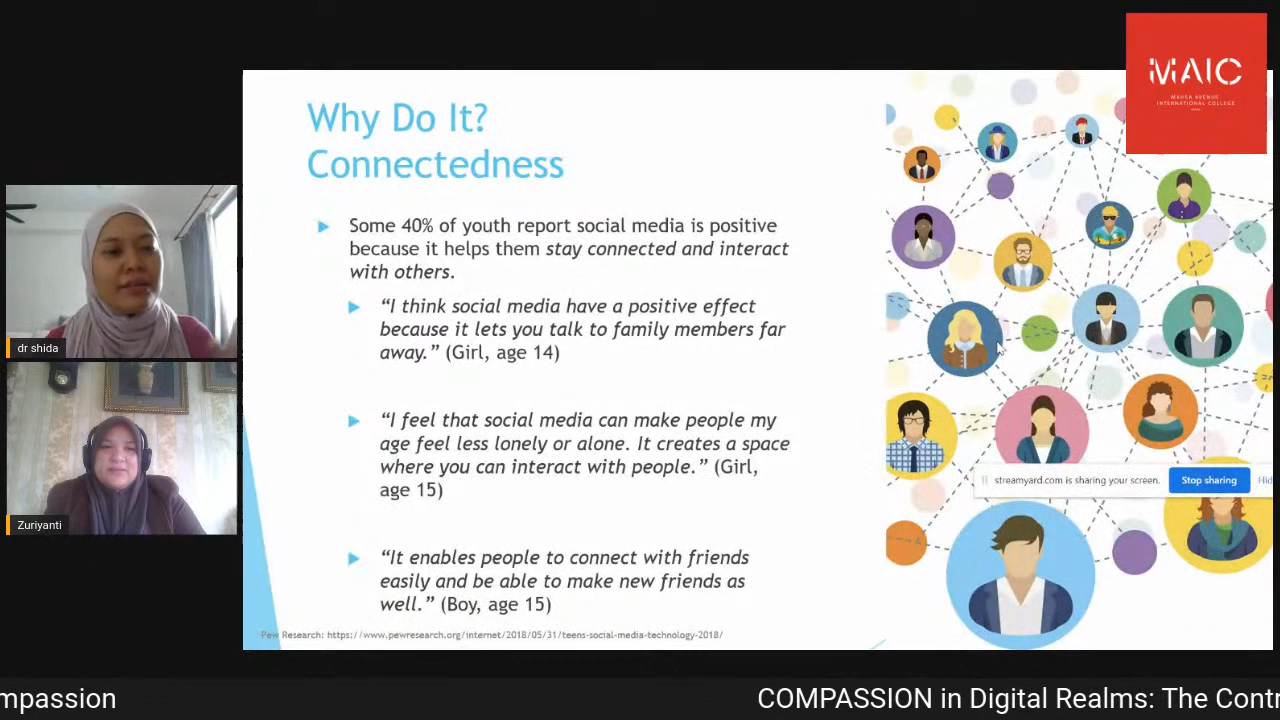 MAIC
MAHSA AVENUE
INTERNATIONAL COLLEGE
Why Do It?
Connectedness
Some 40% of youth report social media is positive
because it helps them stay connected and interact
with others.
“I think social media have a positive effect
because it lets you talk to family members far
away.” (Girl, age 14)
“I feel that social media can make people my
age feel less lonely or alone. It creates a space
where you can interact with people.” (Girl,
age 15)
“It enables people to connect with friends
easily and be able to make new friends as
well.” (Boy, age 15)
Pew Research: https://www.pewresearch.org/internet/2018/05/31/teens-social-media-technology-2018/
streamyard.com is sharing your screen. Stop sharing Hid
dr shida
Zuriyanti
mpassion COMPASSION in Digital Realms: The Contr